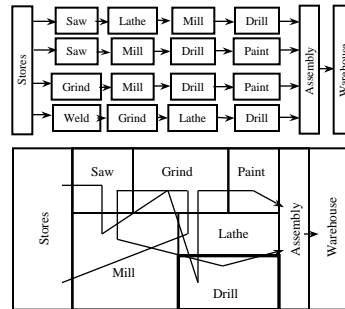 Stores
Saw Lathe Mill Drill
Saw Mill Drill Paint
Grind Mill Drill Paint
Weld Grind Lathe Drill
Assembly
Warehouse
Stores
Saw Grind Paint
Lathe
Mill
Drill
Assembly
Warehouse